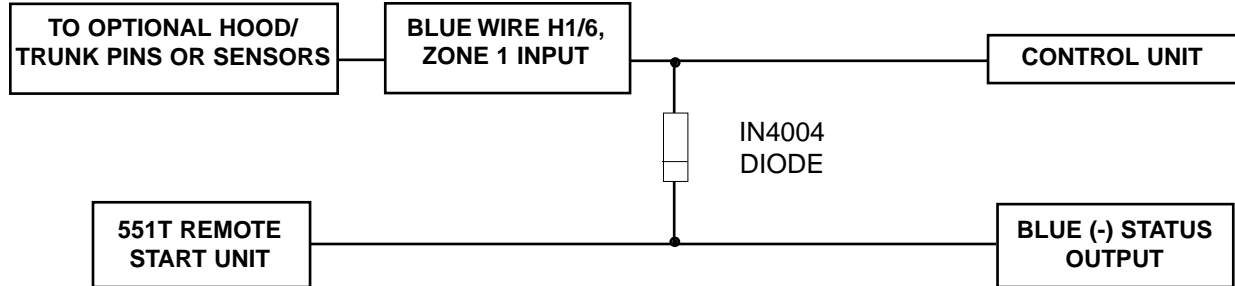 TO OPTIONAL HOOD/
TRUNK PINS OR SENSORS
BLUE WIRE H1/6,
ZONE 1 INPUT
CONTROL UNIT
IN4004
DIODE
551T REMOTE
START UNIT
BLUE (-) STATUS
OUTPUT